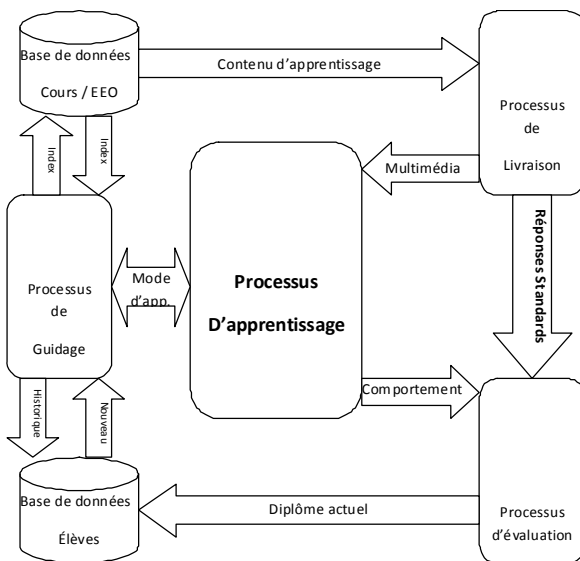 Base de données
Cours / EEO
Contenu d'apprentissage
Processus
de
Livraison
Index
Index
Multimédia
Réponses Standards
Processus
de
Guidage
Mode
d'app.
Processus
D'apprentissage
Historique
Nouveau
Comportement
Base de données
Élèves
Diplôme actuel
Processus
d'évaluation